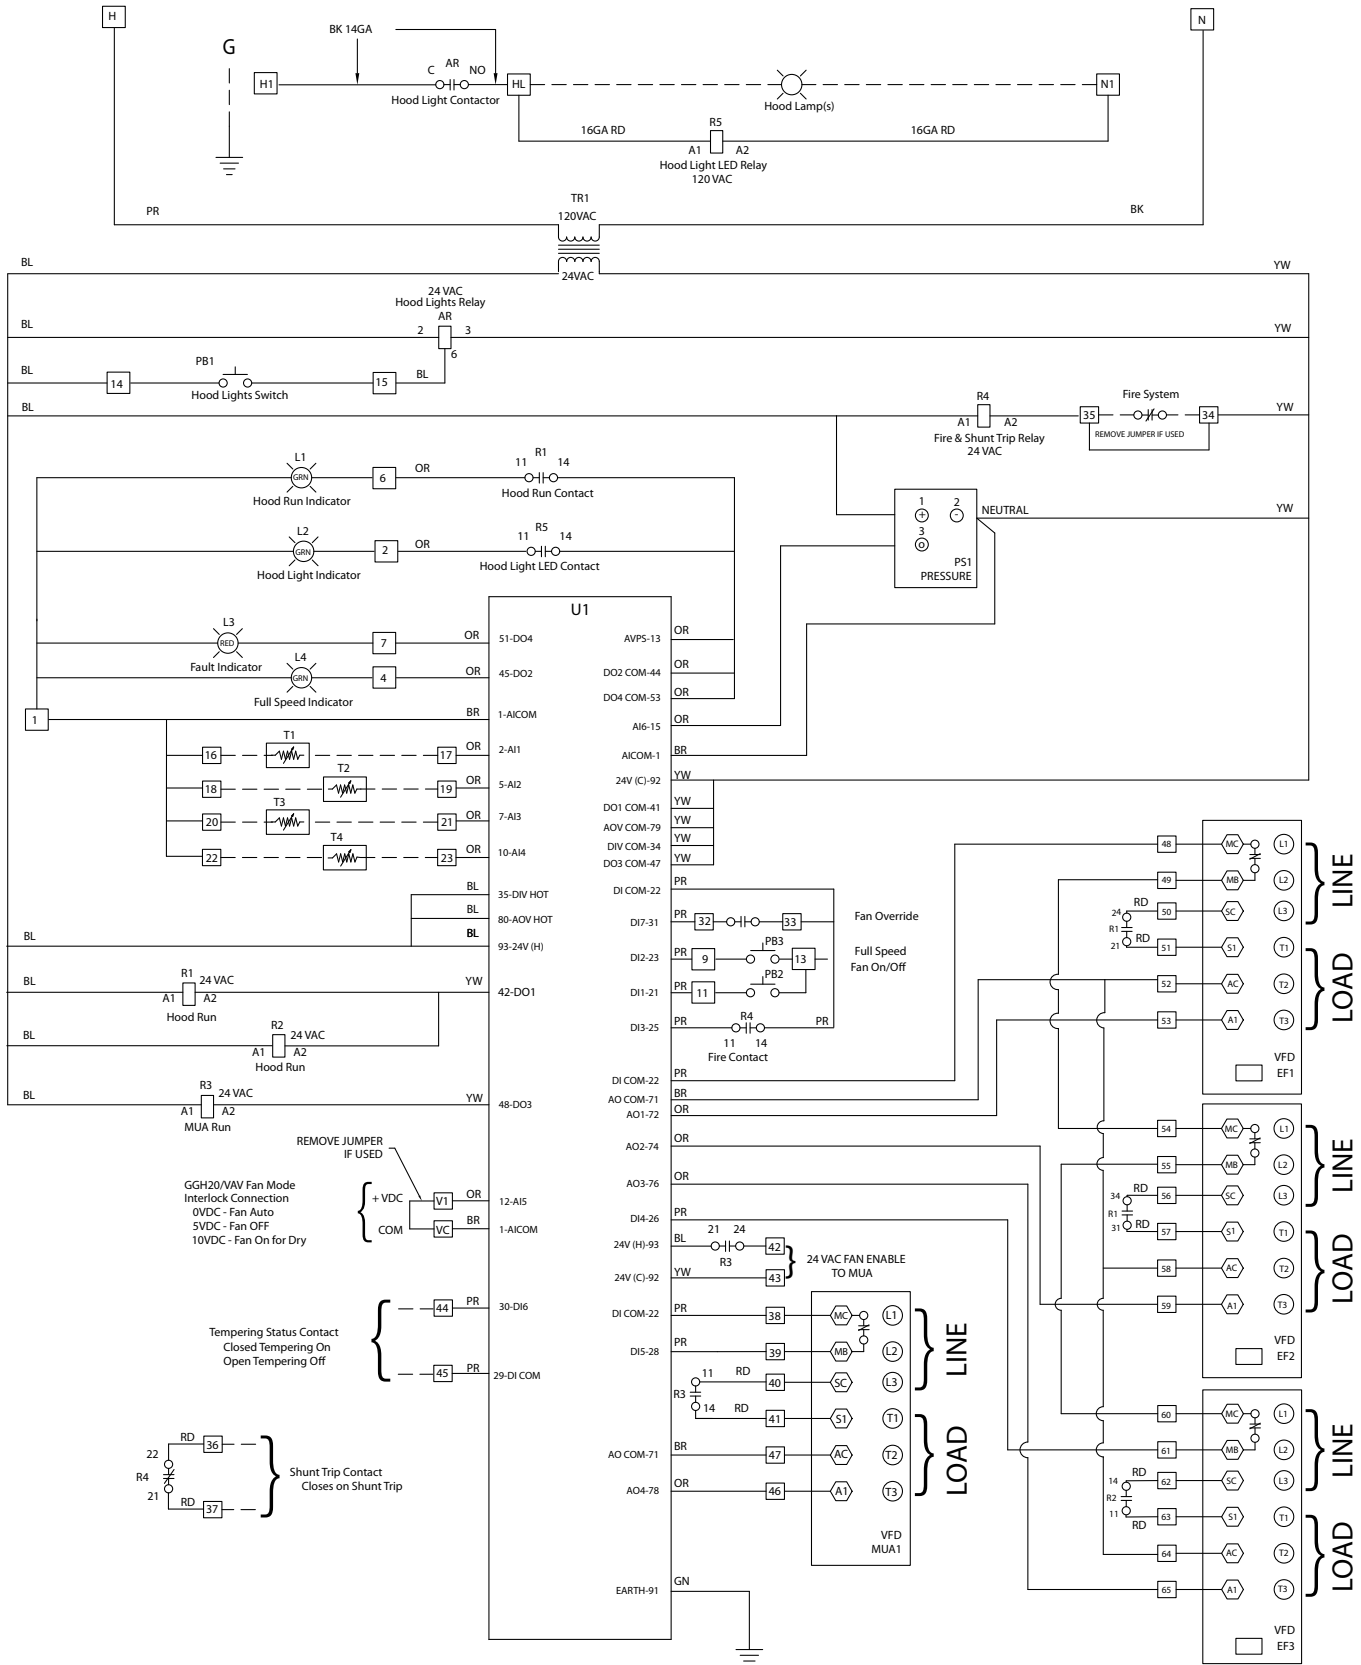 H
N
G
BK 14GA
H1
C
AR
NO
Hood Light Contactor
HL
Hood Lamp(s)
N1
16GA RD
R5
16GA RD
A1
A2
Hood Light LED Relay
120 VAC
TR1
PR
120VAC
BK
BL
24VAC
YW
24 VAC
Hood Lights Relay
AR
BL
2
3
YW
6
PB1
BL
14
15
BL
Hood Lights Switch
BL
R4
Fire System
A1
A2
35
34
YW
REMOVE JUMPER IF USED
Fire & Shunt Trip Relay
24 VAC
L1
GRN
6
OR
R1
11
14
Hood Run Indicator
Hood Run Contact
1
2
+
-
3
O
NEUTRAL
YW
PS1
PRESSURE
L2
GRN
2
OR
R5
11
14
Hood Light Indicator
Hood Light LED Contact
U1
L3
RED
7
OR
51-DO4
Fault Indicator
L4
GRN
4
OR
45-DO2
Full Speed Indicator
1
BR
1-AICOM
16
T1
17
OR
2-AI1
18
T2
19
OR
5-AI2
20
T3
21
OR
7-AI3
22
T4
23
OR
10-AI4
BL
35-DIV HOT
BL
80-AOV HOT
BL
BL
93-24V (H)
BL
R1
24 VAC
A1
A2
Hood Run
YW
42-DO1
BL
R2
24 VAC
A1
A2
Hood Run
BL
R3
24 VAC
A1
A2
MUA Run
YW
48-DO3
REMOVE JUMPER
IF USED
GGH20/VAV Fan Mode
Interlock Connection
0VDC - Fan Auto
5VDC - Fan OFF
10VDC - Fan On for Dry
+ VDC
V1
OR
12-AI5
COM
VC
BR
1-AICOM
44
PR
30-DI6
Tempering Status Contact
Closed Tempering On
Open Tempering Off
45
PR
29-DI COM
RD
36
22
R4
21
RD
37
Shunt Trip Contact
Closes on Shunt Trip
AVPS-13
OR
DO2 COM-44
OR
DO4 COM-53
OR
AI6-15
OR
AICOM-1
BR
24V (C)-92
YW
DO1 COM-41
YW
AOV COM-79
YW
DIV COM-34
YW
DO3 COM-47
YW
DI COM-22
PR
DI7-31
PR
32
33
Fan Override
DI2-23
PR
9
PB3
13
Full Speed
Fan On/Off
DI1-21
PR
11
PB2
DI3-25
PR
R4
PR
11
14
Fire Contact
DI COM-22
PR
AO COM-71
BR
AO1-72
OR
AO2-74
OR
AO3-76
OR
DI4-26
PR
24V (H)-93
BL
21
24
R3
42
24V (C)-92
YW
43
24 VAC FAN ENABLE
TO MUA
DI COM-22
PR
38
MC
L1
DI5-28
PR
39
MB
L2
11
RD
40
SC
L3
R3
14
RD
41
S1
T1
AO COM-71
BR
47
AC
T2
AO4-78
OR
46
A1
T3
LINE
LOAD
VFD
MUA1
EARTH-91
GN
48
MC
L1
49
MB
L2
RD
24
50
SC
L3
R1
21
RD
51
S1
T1
52
AC
T2
53
A1
T3
LINE
LOAD
VFD
EF1
54
MC
L1
55
MB
L2
RD
34
56
SC
L3
R1
31
RD
57
S1
T1
58
AC
T2
59
A1
T3
LINE
LOAD
VFD
EF2
60
MC
L1
61
MB
L2
RD
14
62
SC
L3
R2
11
RD
63
S1
T1
64
AC
T2
65
A1
T3
LINE
LOAD
VFD
EF3